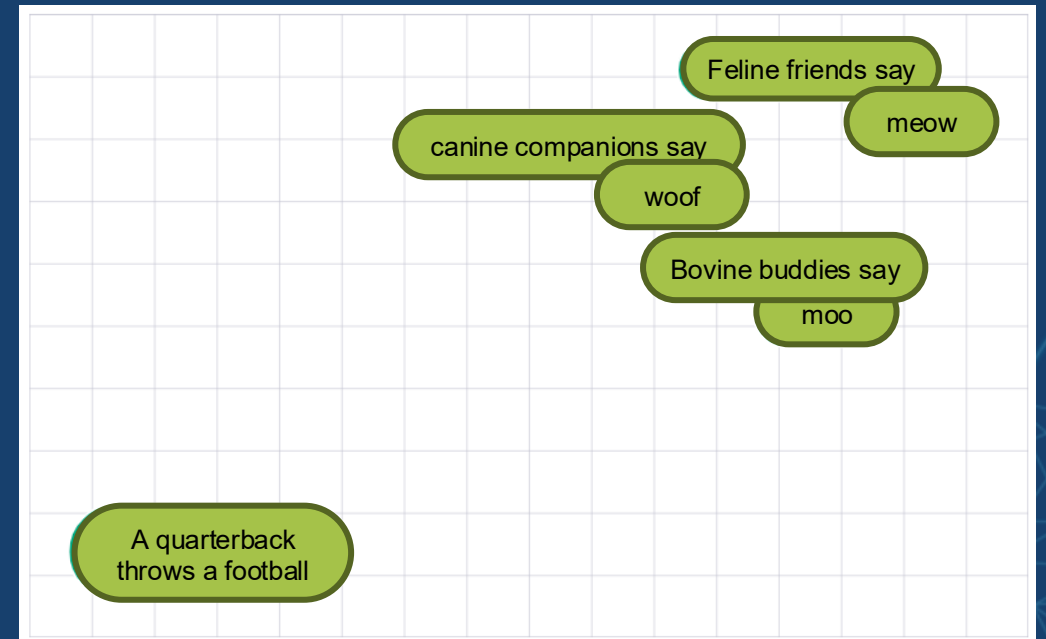 Feline friends say
meow
canine companions say
woof
Bovine buddies say
moo
A quarterback
throws a football